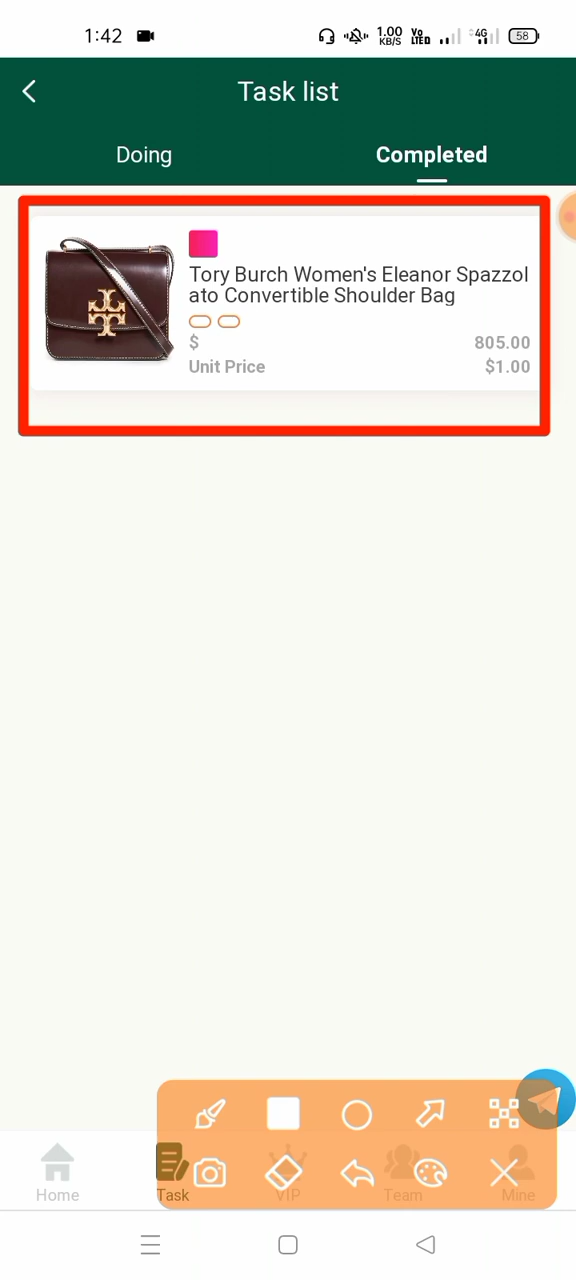 1:42
1.00
KB/S
Vo
LTED
4G
58
Task list
Doing
Completed
Tory Burch Women's Eleanor Spazzol
ato Convertible Shoulder Bag
$ 805.00
Unit Price $1.00
Home
Task
VIP
Team
Mine